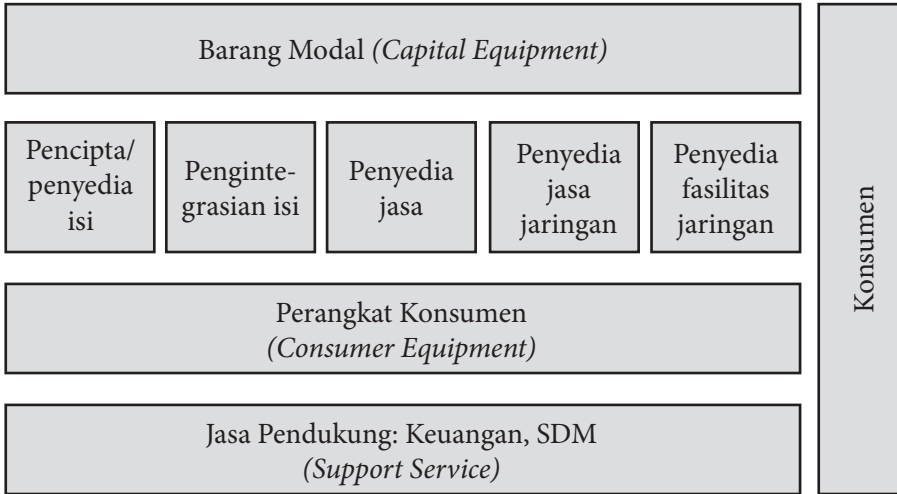 Barang Modal (Capital Equipment)
Pencipta/
penyedia
isi
Penginte-
grasian isi
Penyedia
jasa
Penyedia
jasa
jaringan
Penyedia
fasilitas
jaringan
Perangkat Konsumen
(Consumer Equipment)
Jasa Pendukung: Keuangan, SDM
(Support Service)
Konsumen